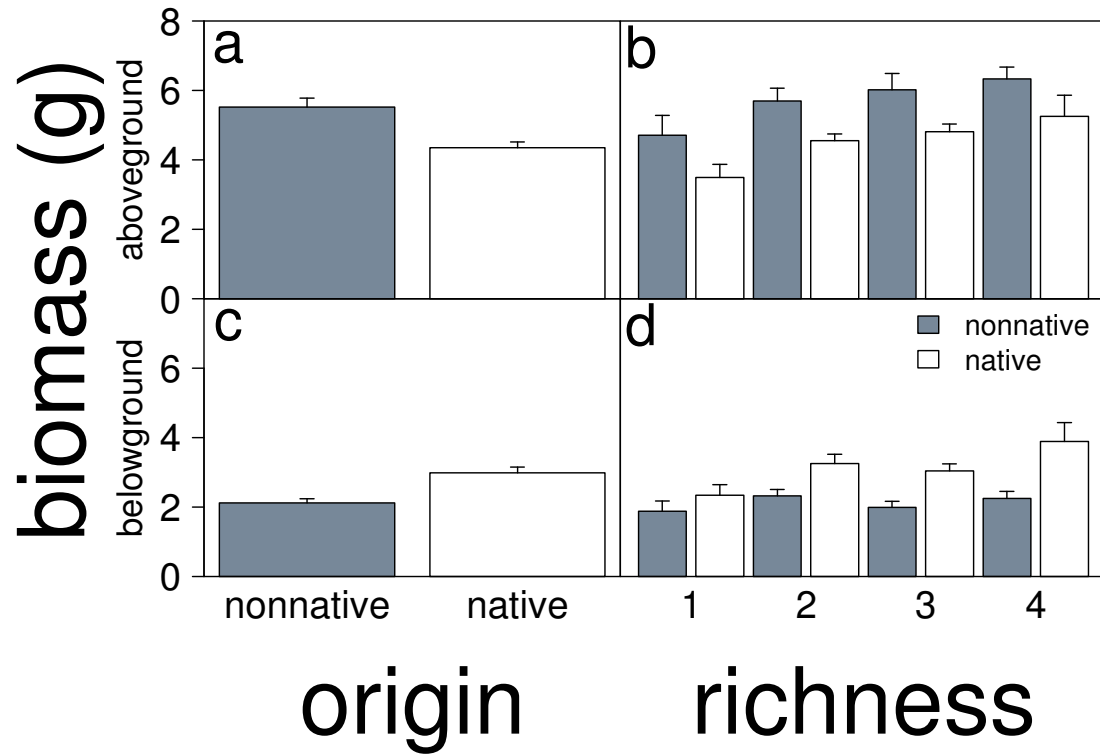 biomass (g)
aboveground
8
6
4
2
0
a
b
belowground
6
4
2
0
c
d
nonnative
native
nonnative
native
1
2
3
4
origin
richness